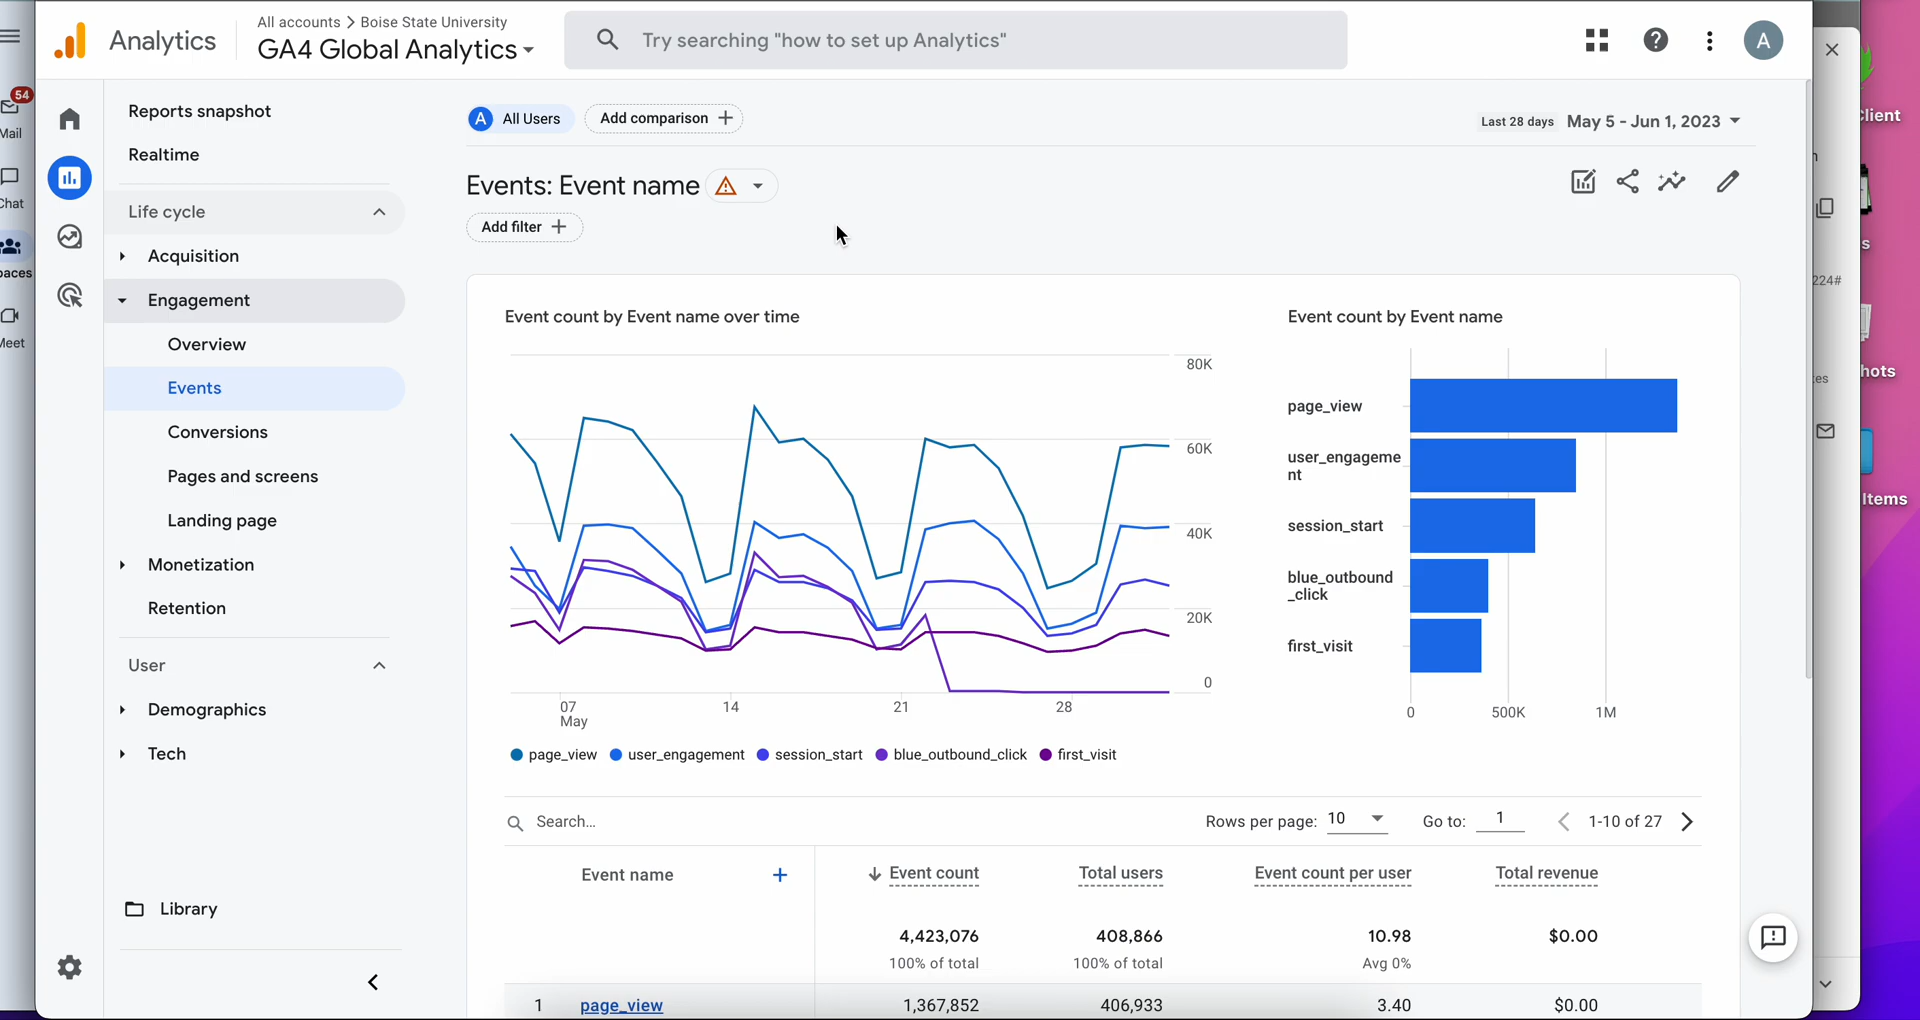 Analytics
All accounts > Boise State University
GA4 Global Analytics
Try searching "how to set up Analytics"
A
54
Mail
Chat
paces
Meet
Reports snapshot
Realtime
Life cycle
Acquisition
Engagement
Overview
Events
Conversions
Pages and screens
Landing page
Monetization
Retention
User
Demographics
Tech
Library
A All Users
Add comparison +
Last 28 days May 5 - Jun 1, 2023
Events: Event name
Add filter +
Event count by Event name over time
80K
60K
40K
20K
0
07
May
14
21
28
page_view user_engagement session_start blue_outbound_click first_visit
Event count by Event name
page_view
user_engageme
nt
session_start
blue_outbound
_click
first_visit
0 500K 1M
Search...
Rows per page: 10
Go to: 1
1-10 of 27
Event name + Event count Total users Event count per user Total revenue
4,423,076 408,866 10.98 $0.00
100% of total 100% of total Avg 0%
1 page_view 1,367,852 406,933 3.40 $0.00
Client
s
224#
hots
es
Items